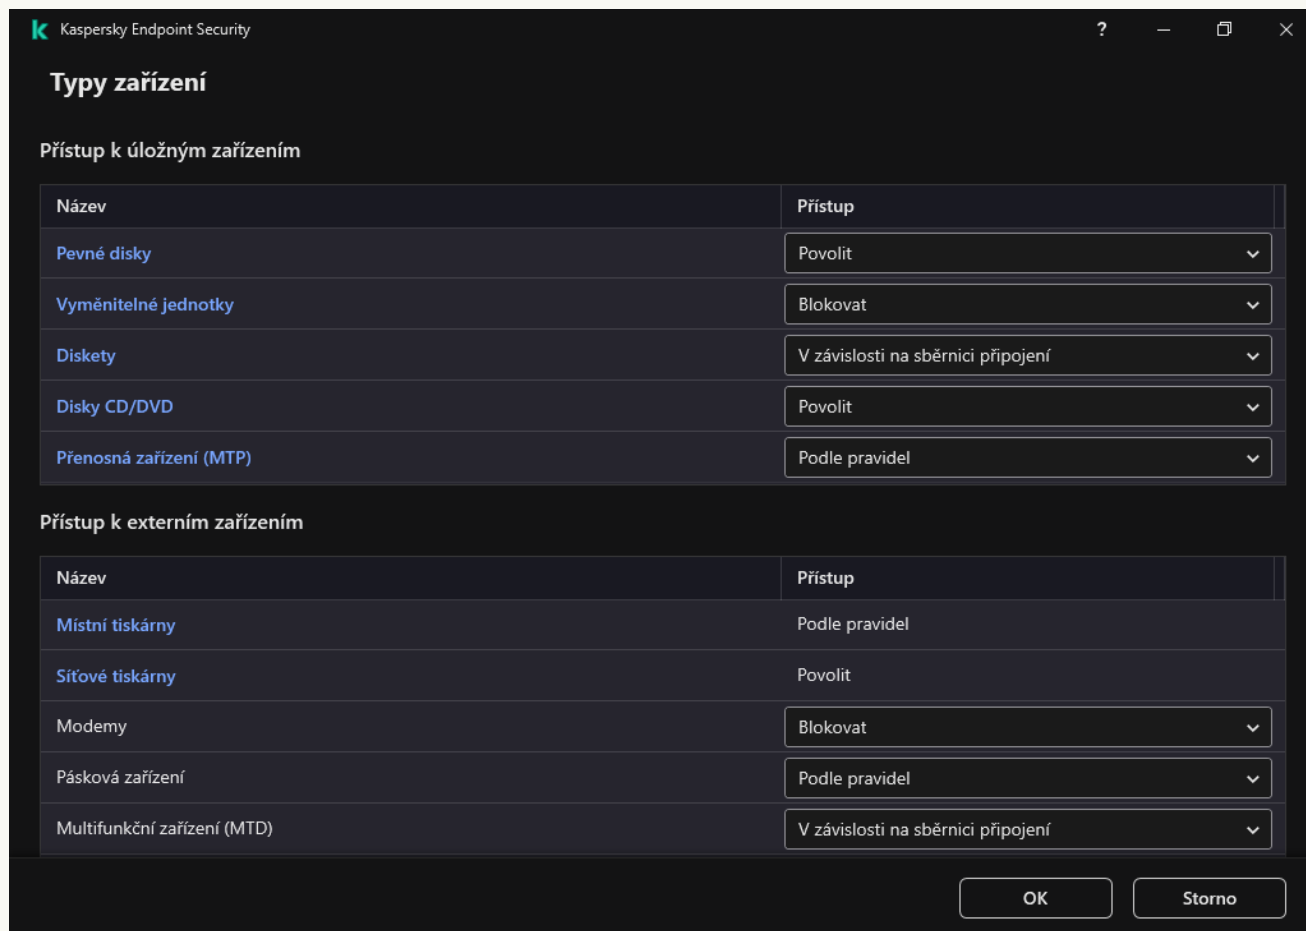 Kaspersky Endpoint Security
?
Typy zařízení
Přístup k úložným zařízením
Název Přístup
Pevné disky Povolit
Vyměnitelné jednotky Blokovat
Diskety V závislosti na sběrnici připojení
Disky CD/DVD Povolit
Přenosná zařízení (MTP) Podle pravidel
Přístup k externím zařízením
Název Přístup
Místní tiskárny Podle pravidel
Síťové tiskárny Povolit
Modemy Blokovat
Pásková zařízení Podle pravidel
Multifunkční zařízení (MTD) V závislosti na sběrnici připojení
OK Storno